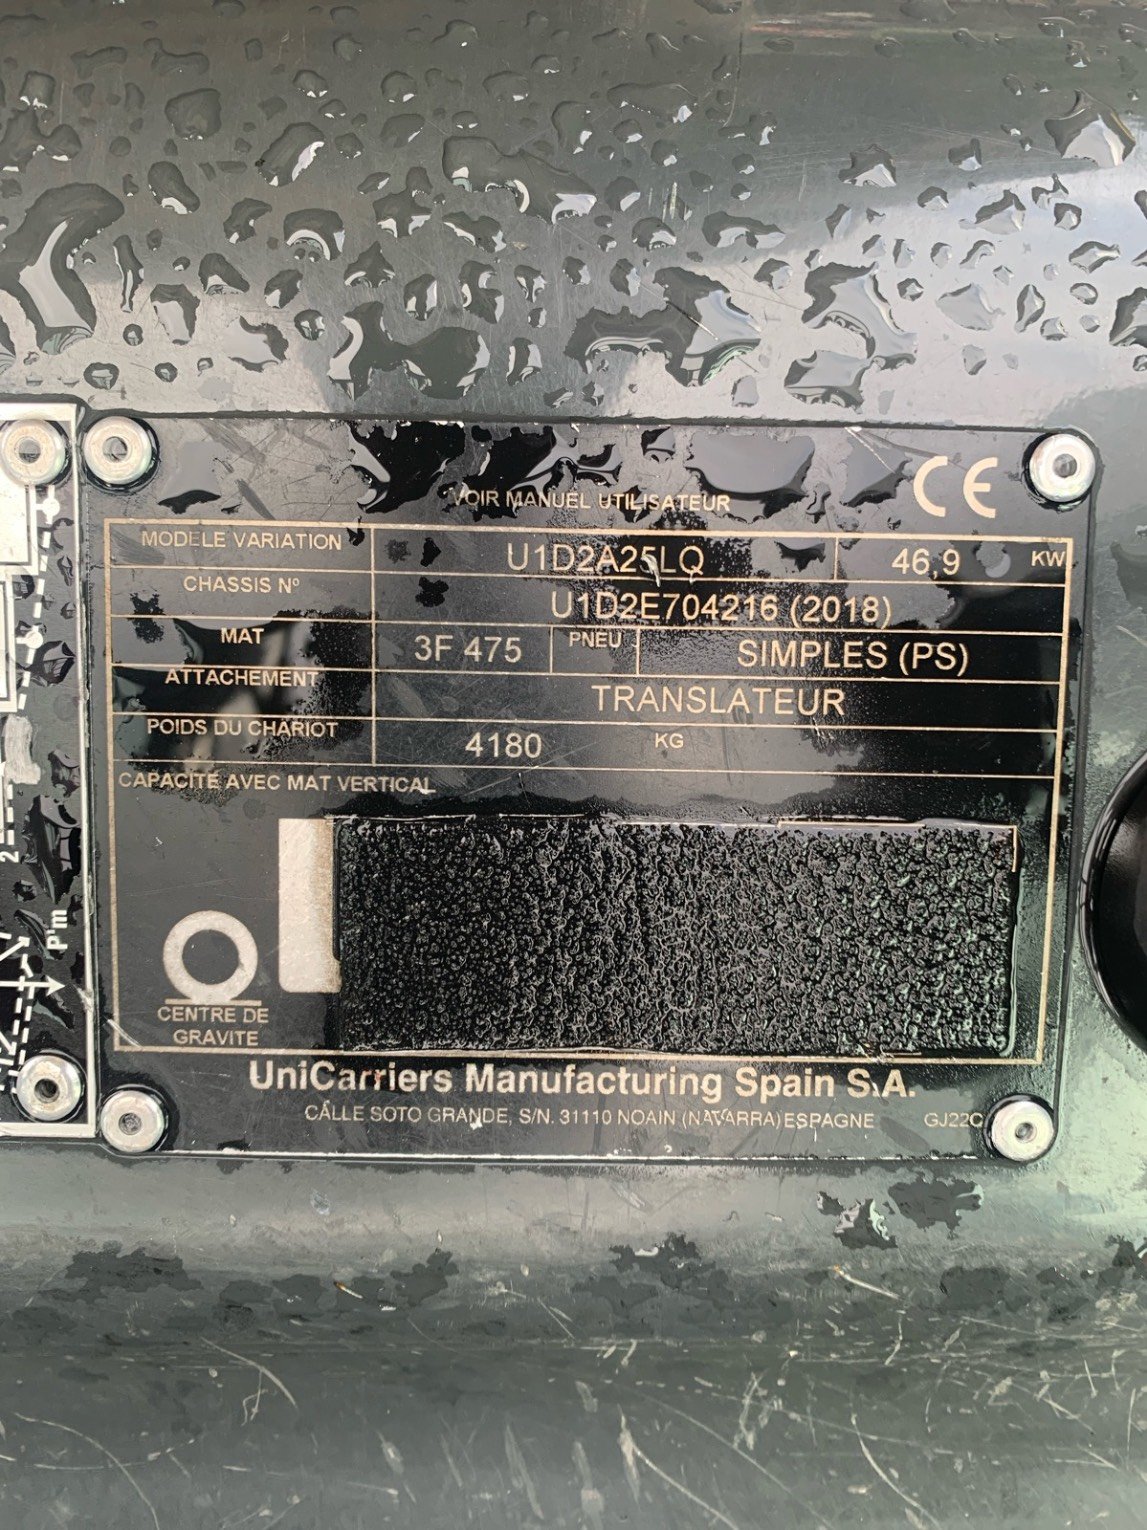 VOIR MANUEL UTILISATEUR
CE
MODELE VARIATION U1D2A25LQ 46,9 KW
CHASSIS Nº U1D2E704216 (2018)
MAT 3F 475 PNEU SIMPLES (PS)
ATTACHEMENT TRANSLATEUR
POIDS DU CHARIOT 4180 KG
CAPACITE AVEC MAT VERTICAL
2
P'm
CENTRE DE
GRAVITE
UniCarriers Manufacturing Spain S.A.
CALLE SOTO GRANDE, S/N. 31110 NOAIN (NAVARRA) ESPAGNE GJ22C